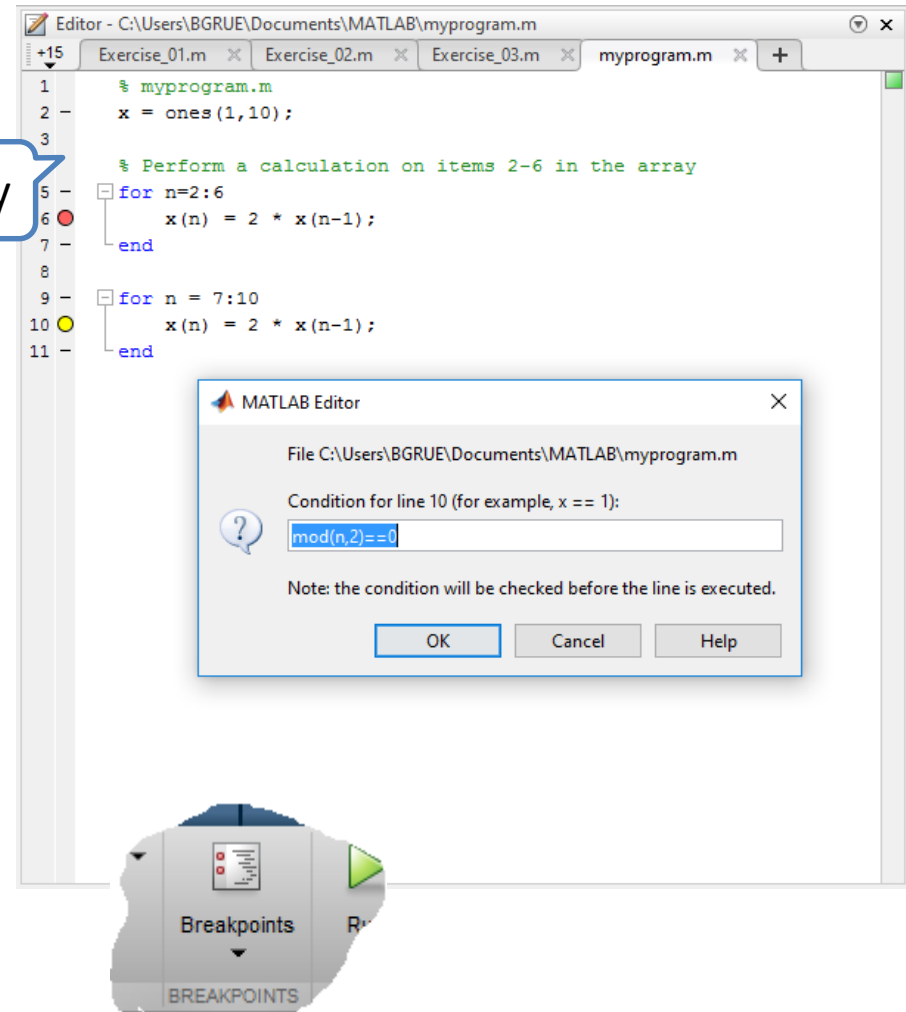 Editor - C:\Users\BGRUE\Documents\MATLAB\myprogram.m
+15 Exercise_01.m Exercise_02.m Exercise_03.m myprogram.m +
1 % myprogram.m
2 - x = ones(1,10);
3
% Perform a calculation on items 2-6 in the array
5 - for n=2:6
6 x(n) = 2 * x(n-1);
7 - end
8
9 - for n = 7:10
10 x(n) = 2 * x(n-1);
11 - end
MATLAB Editor
File C:\Users\BGRUE\Documents\MATLAB\myprogram.m
Condition for line 10 (for example, x == 1):
mod(n,2)==0
Note: the condition will be checked before the line is executed.
OK Cancel Help
Breakpoints
BREAKPOINTS